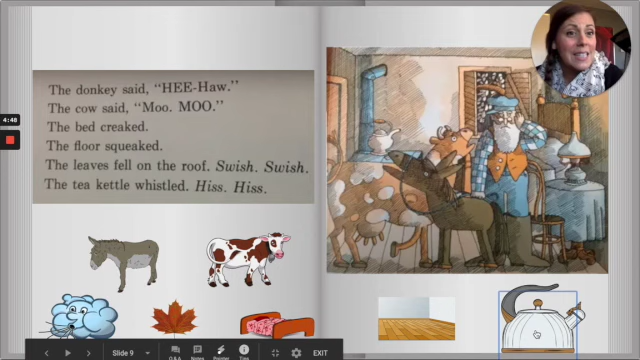 The donkey said, "HEE-Haw."
The cow said, "Moo. MOO."
The bed creaked.
The floor squeaked.
The leaves fell on the roof. Swish. Swish.
The tea kettle whistled. Hiss. Hiss.
4:48
Slide 9
Q & A
Notes
Pointer
Tips
EXIT